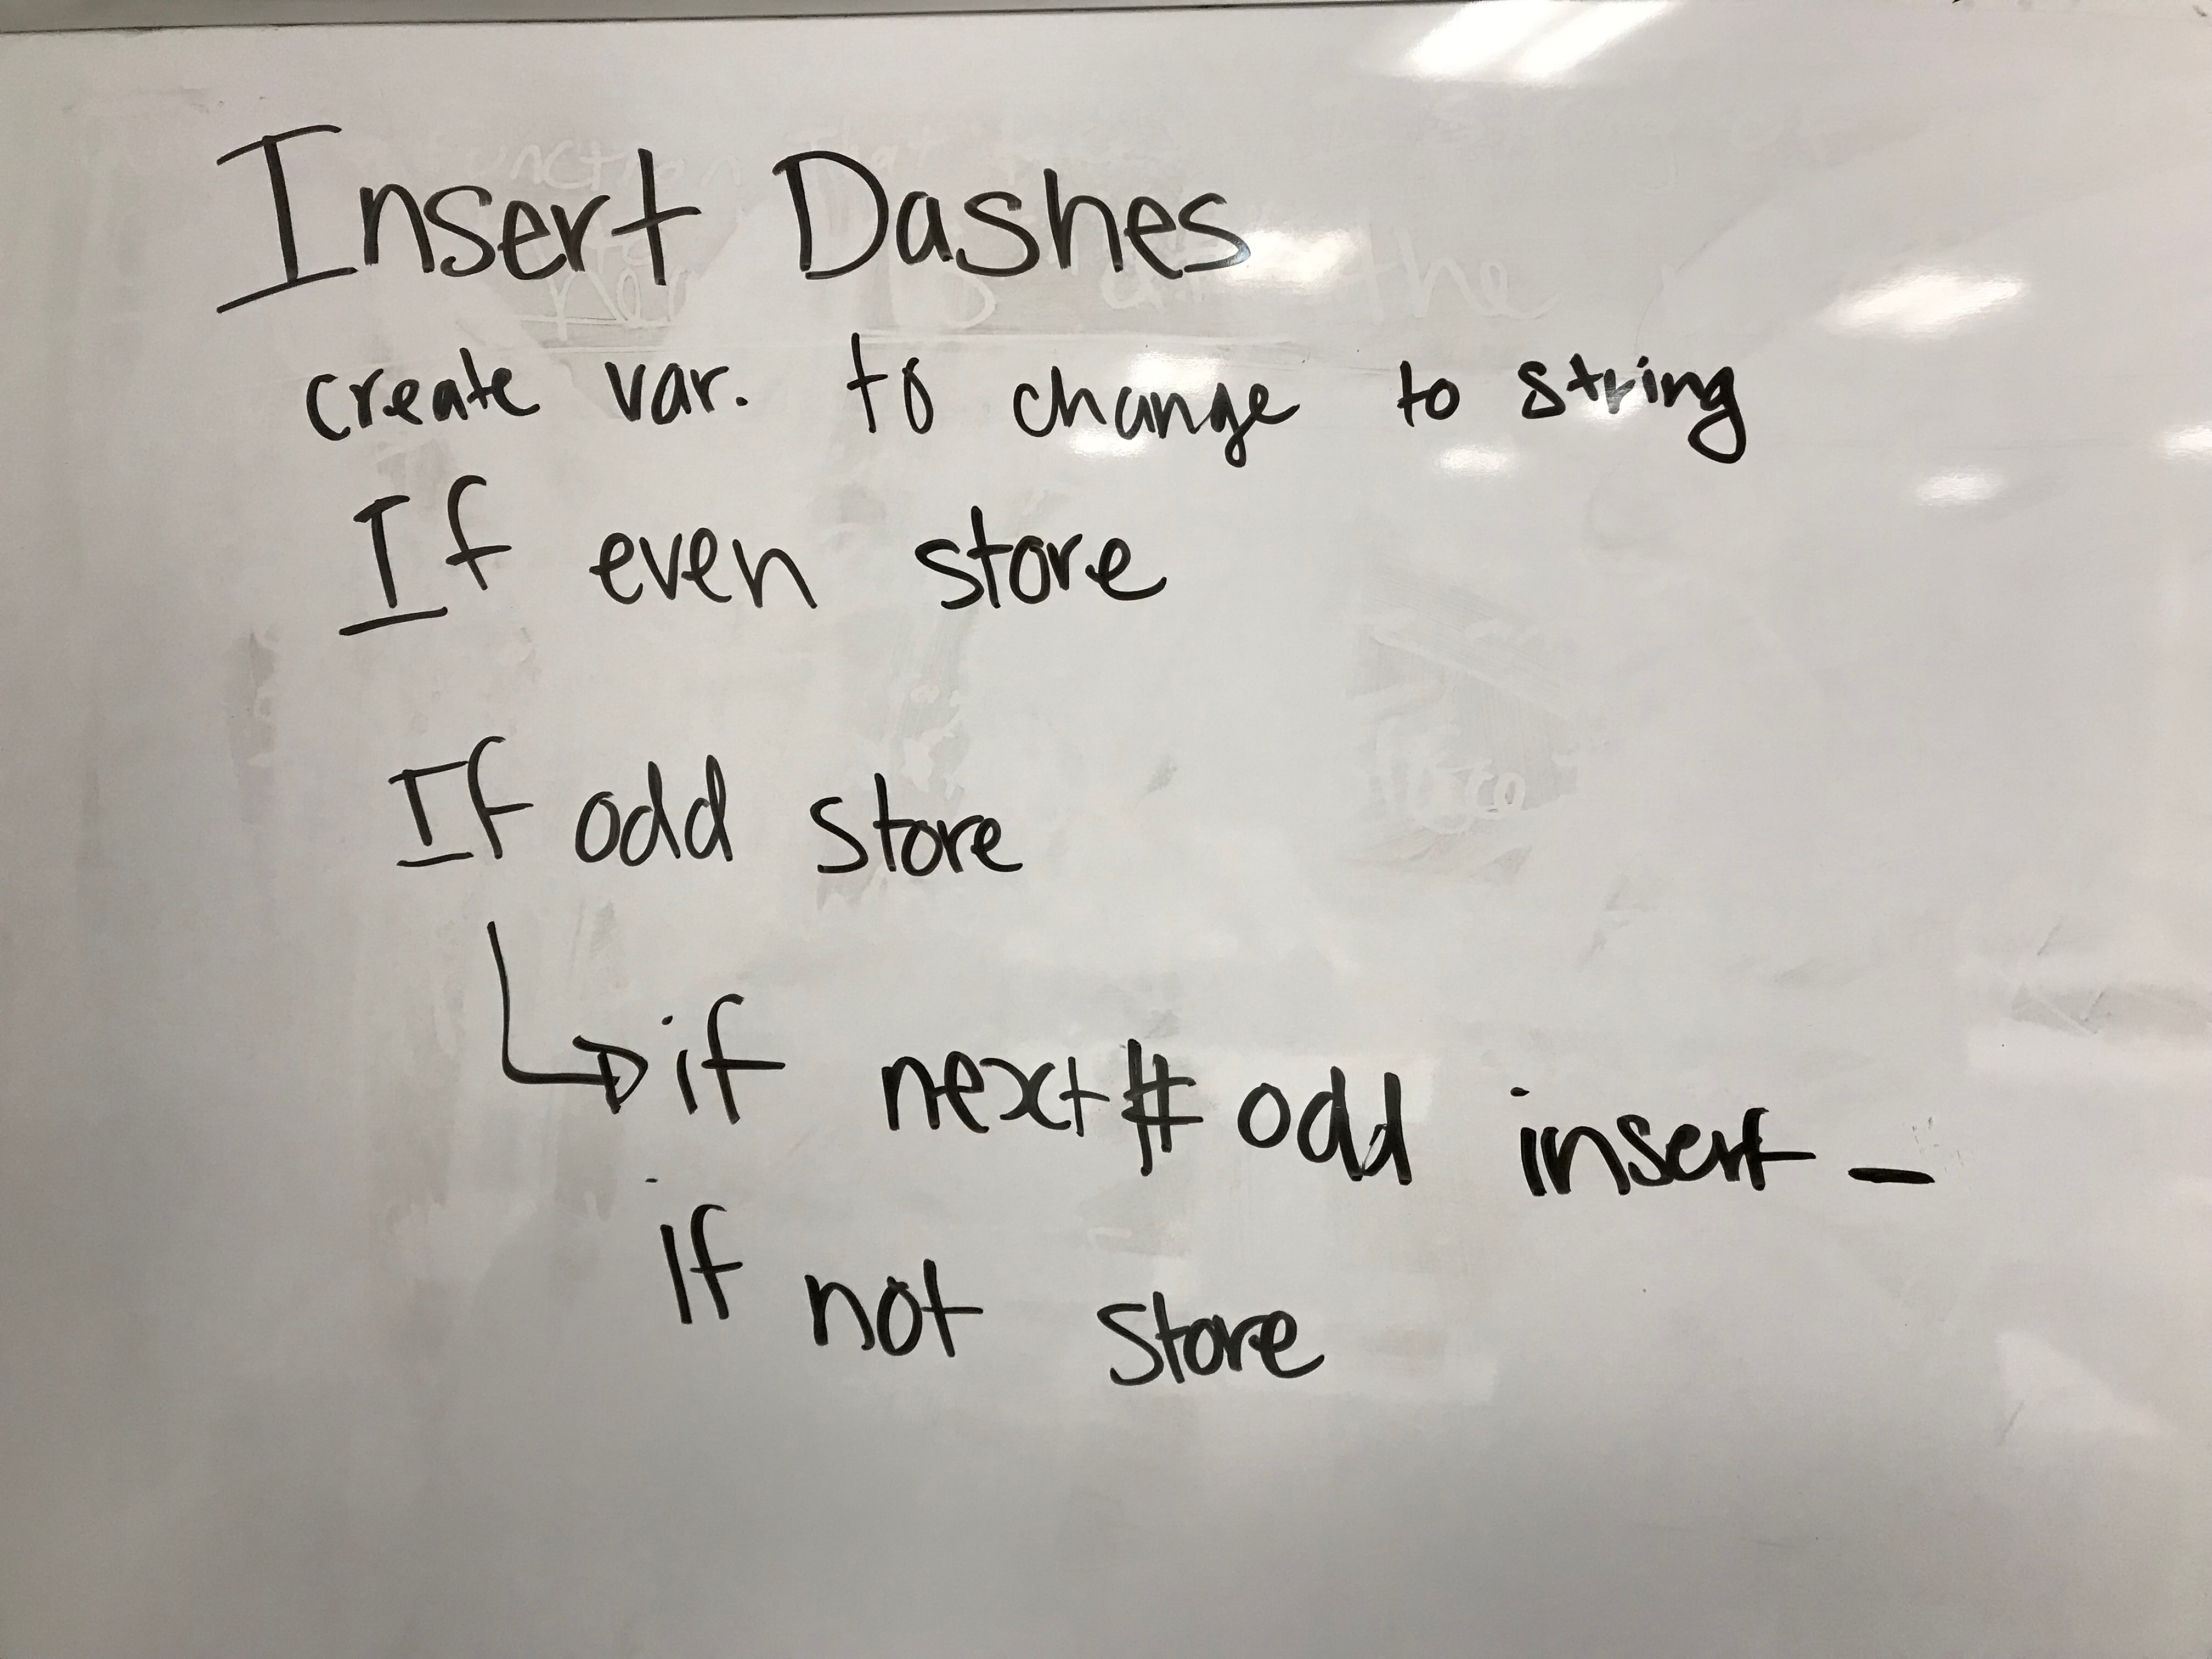 Insert Dashes
create var. to change to string
If even store
If odd store
if next # odd insert -
if not store